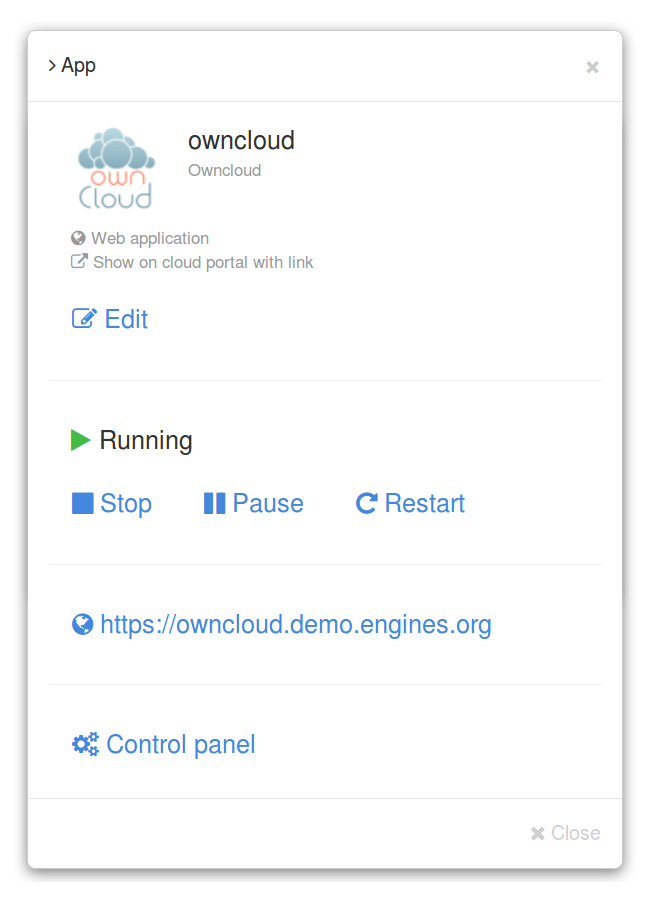 App
owncloud
Owncloud
own
Cloud
Web application
Show on cloud portal with link
Edit
Running
Stop Pause Restart
https://owncloud.demo.engines.org
Control panel
Close